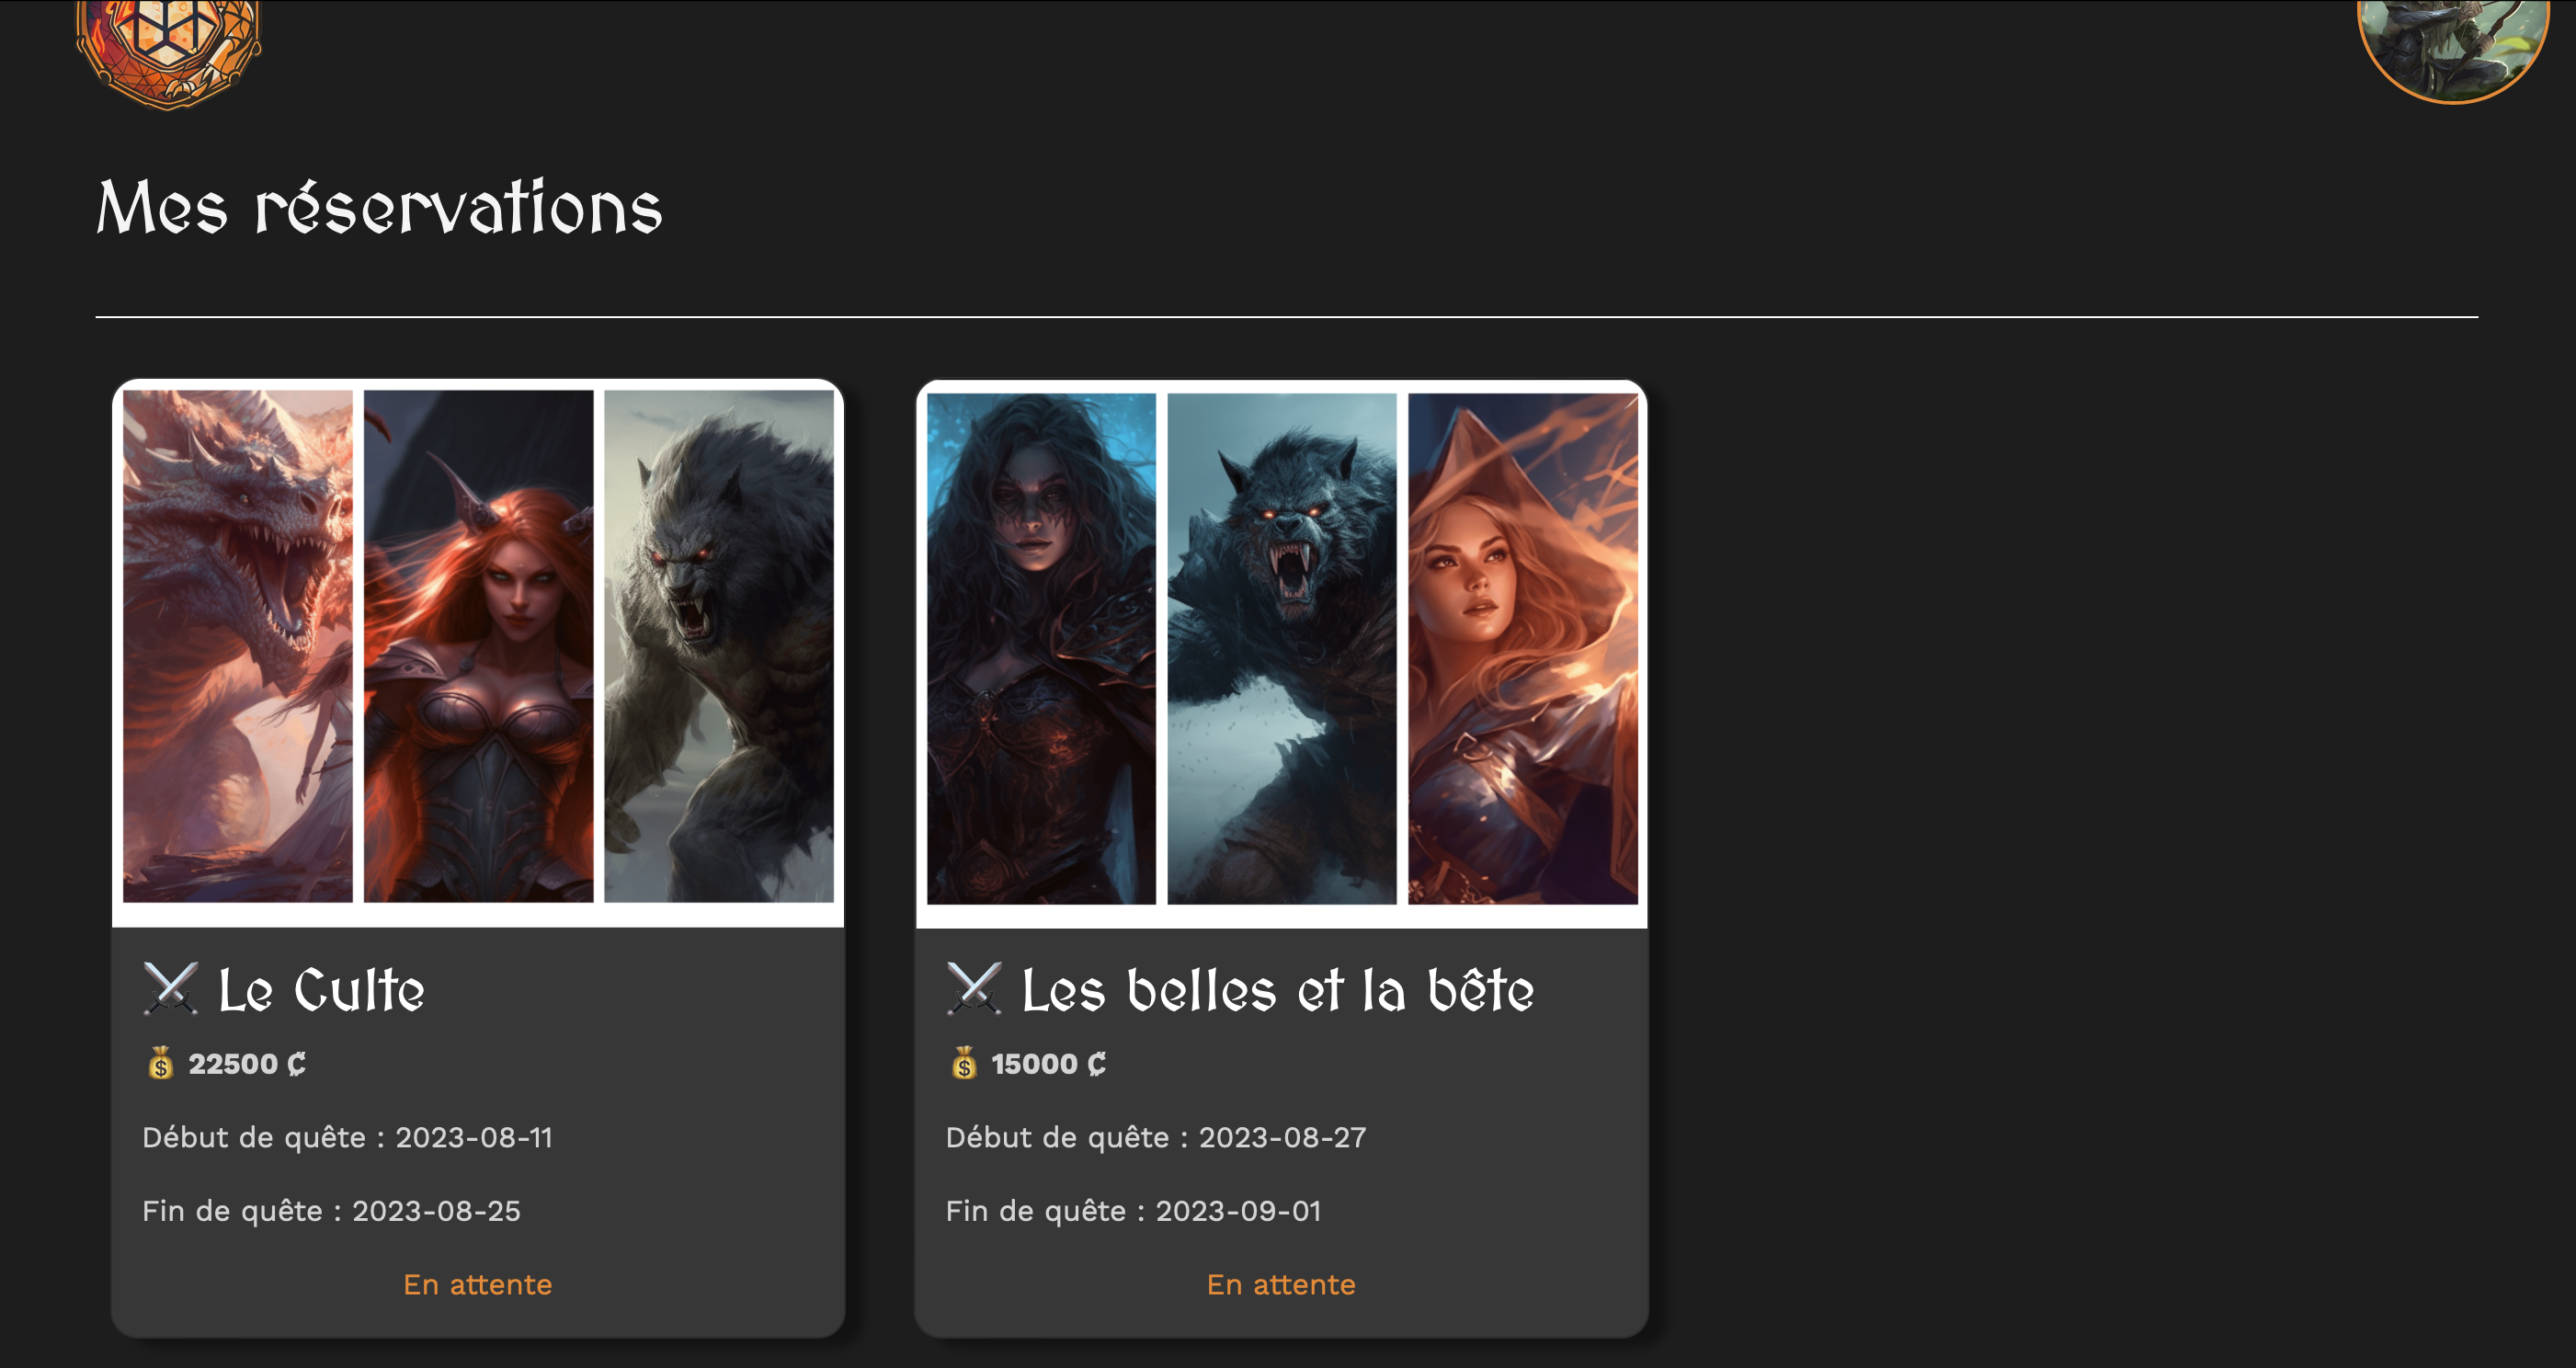 Mes réservations
⚔️ Le Culte
💰 22500 ₵
Début de quête : 2023-08-11
Fin de quête : 2023-08-25
En attente
⚔️ Les belles et la bête
💰 15000 ₵
Début de quête : 2023-08-27
Fin de quête : 2023-09-01
En attente